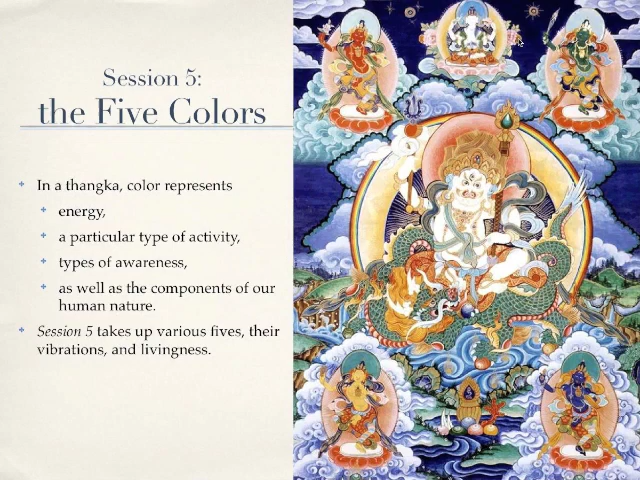 Session 5:
the Five Colors
In a thangka, color represents
energy,
a particular type of activity,
types of awareness,
as well as the components of our
human nature.
Session 5 takes up various fives, their
vibrations, and livingness.